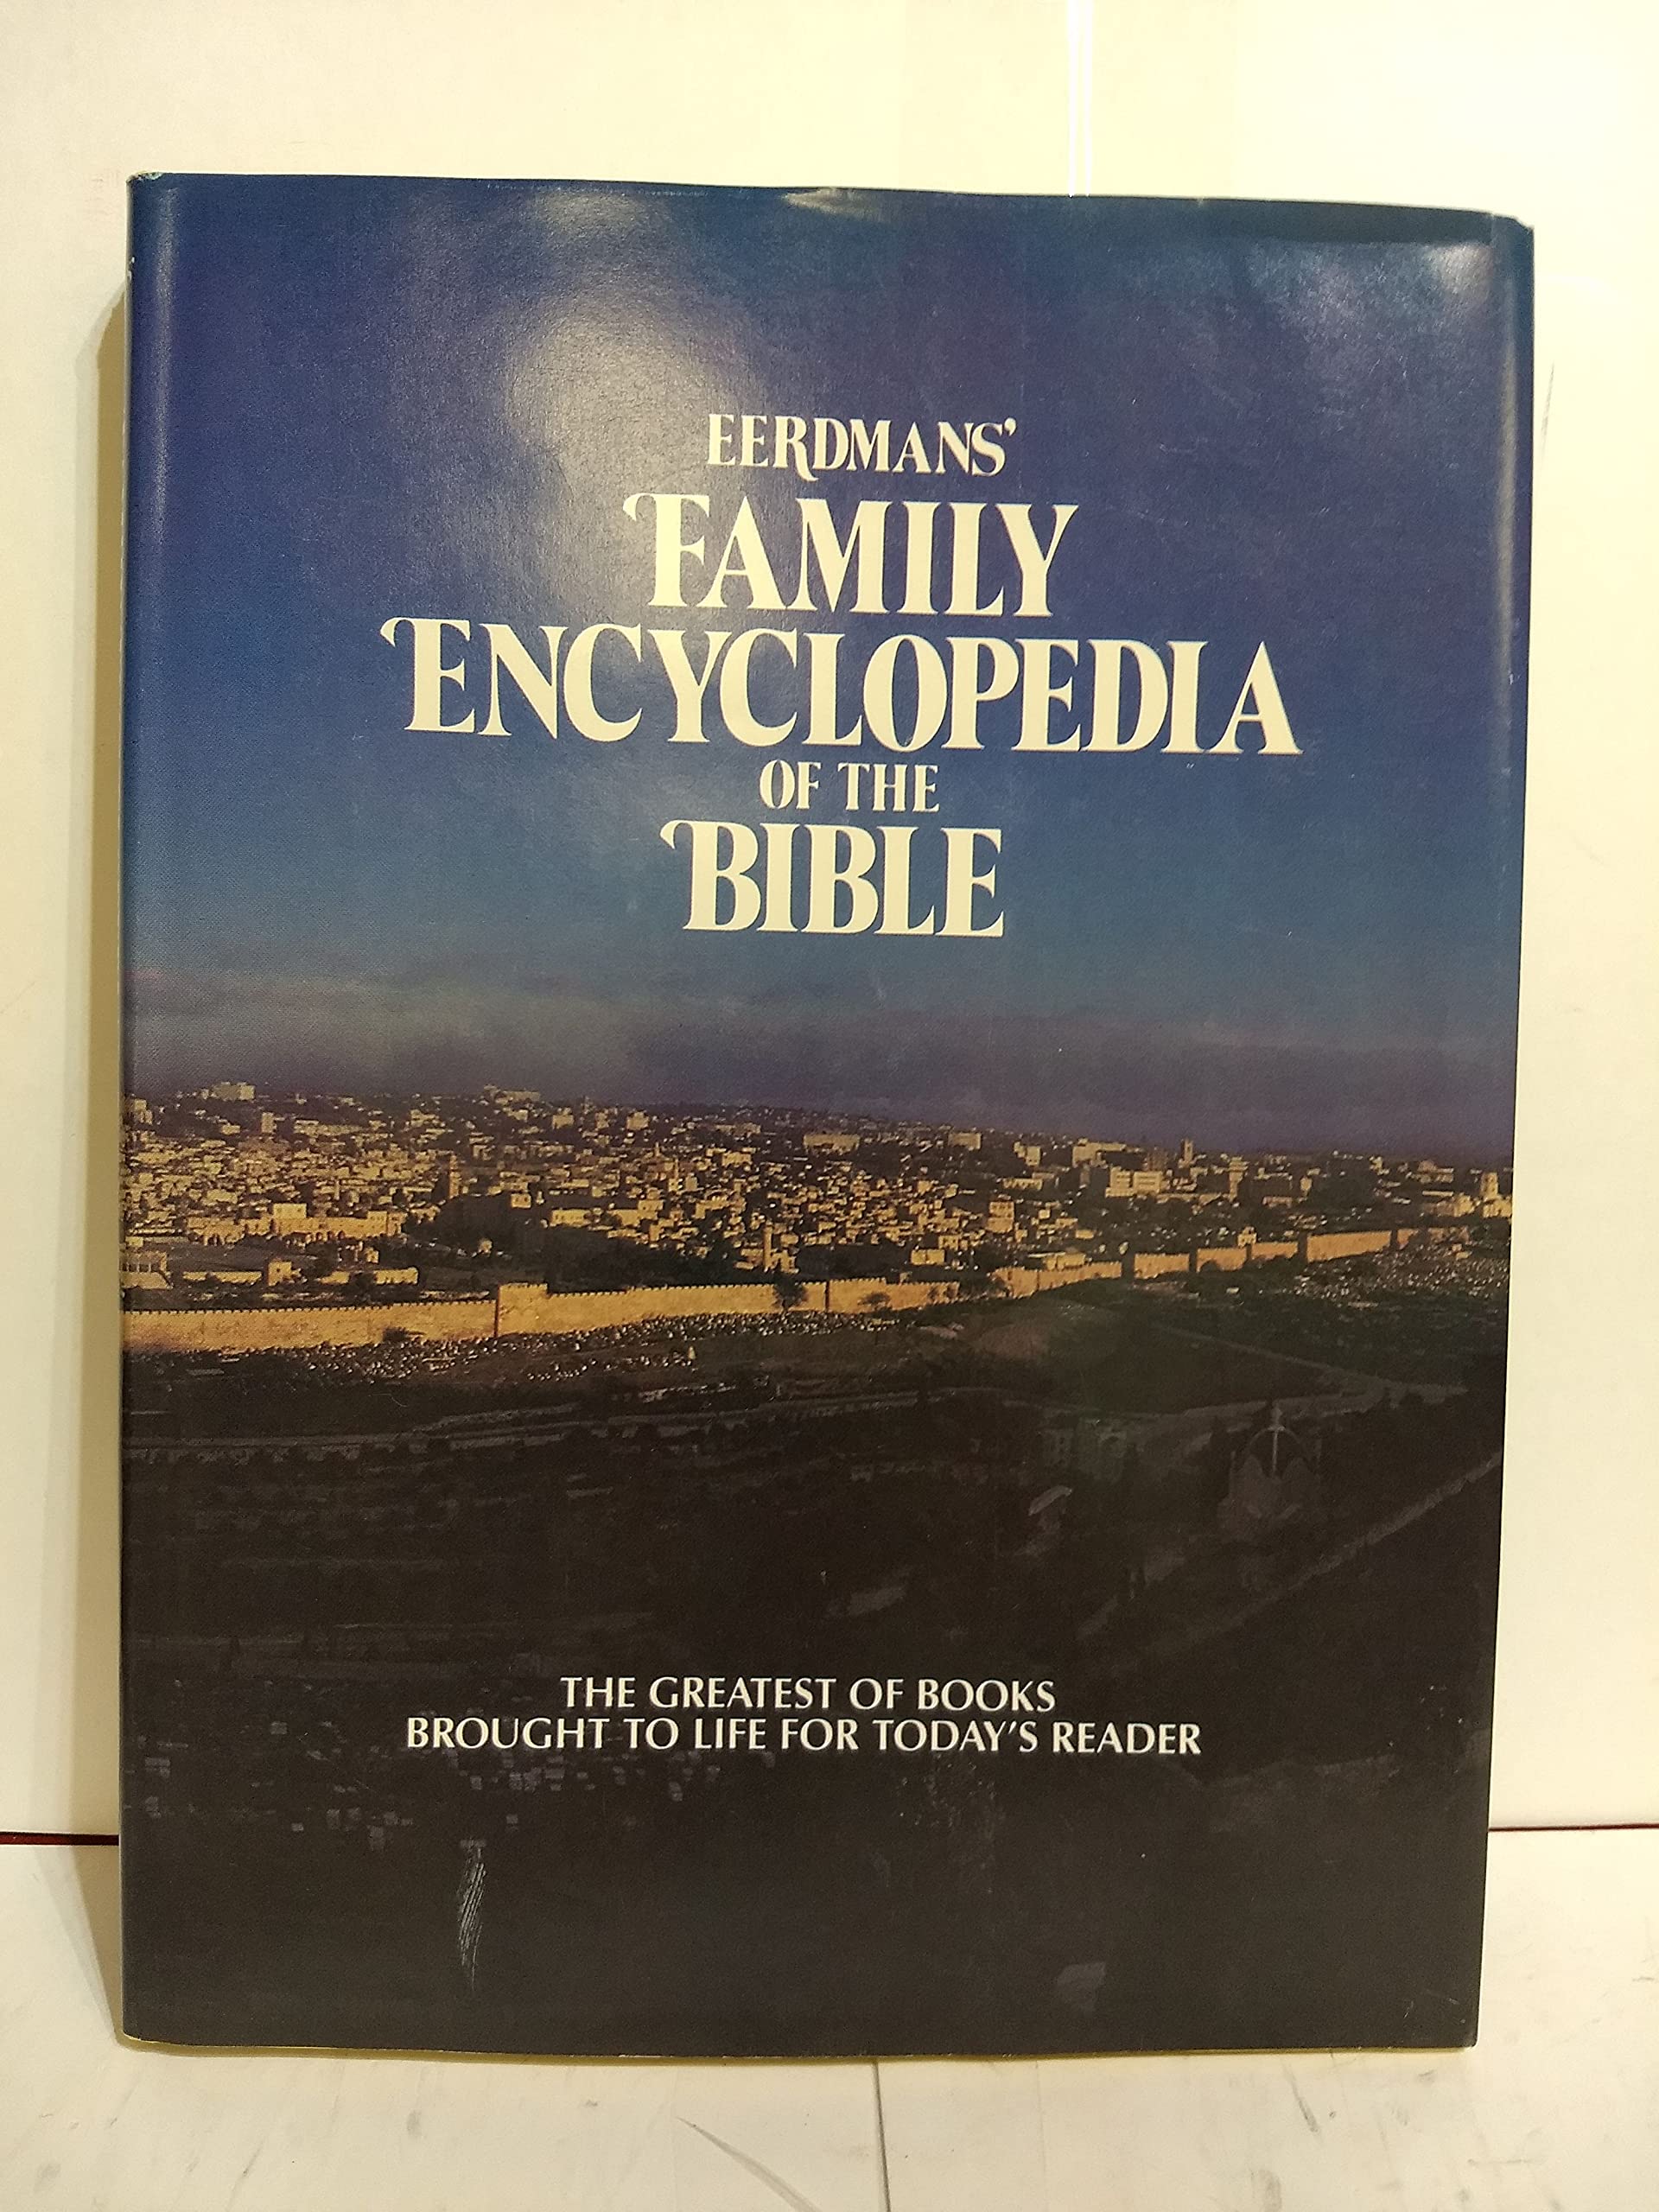 EERDMANS'
FAMILY
ENCYCLOPEDIA
OF THE
BIBLE
THE GREATEST OF BOOKS
BROUGHT TO LIFE FOR TODAY'S READER